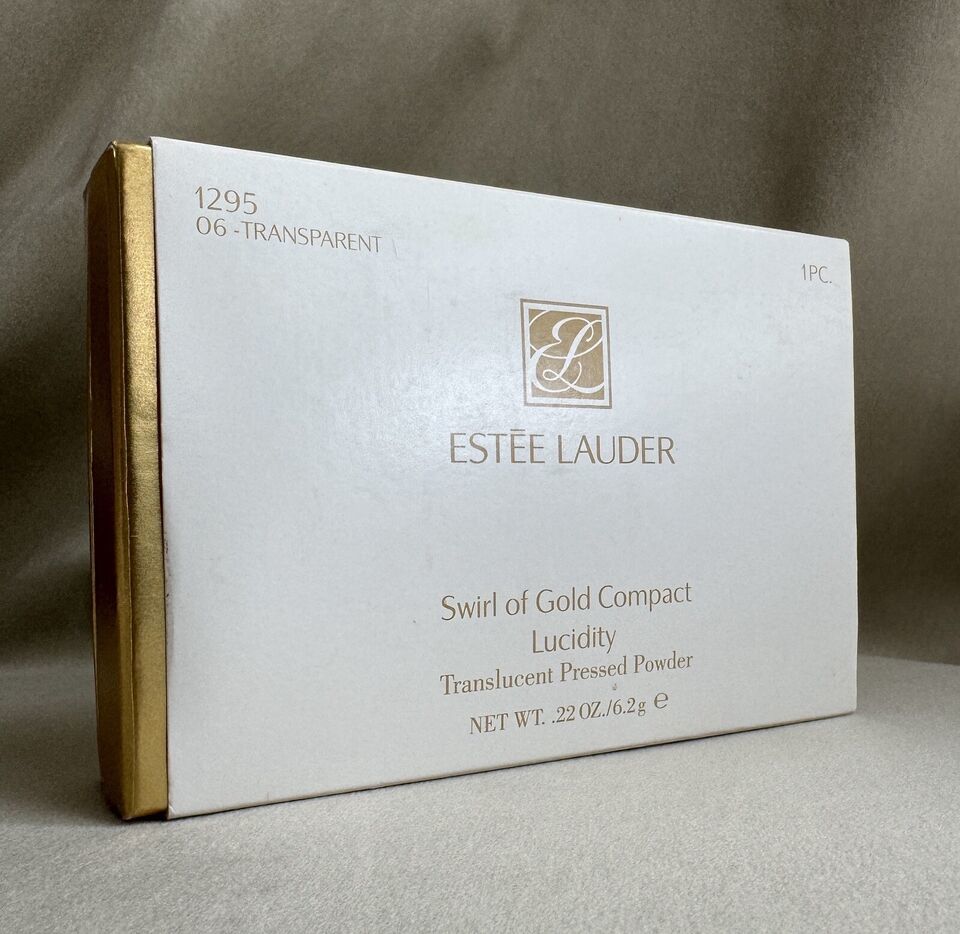 1295
06 -TRANSPARENT
1PC.
EL
ESTĒE LAUDER
Swirl of Gold Compact
Lucidity
Translucent Pressed Powder
NET WT. .22 OZ./6.2g ℮